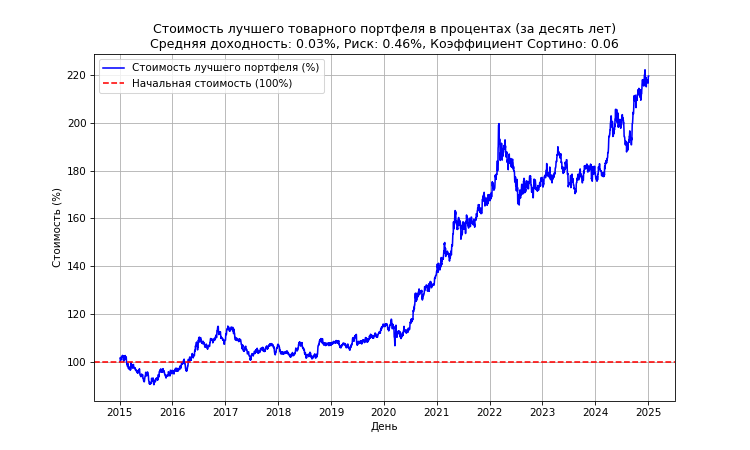 Стоимость лучшего товарного портфеля в процентах (за десять лет)
Средняя доходность: 0.03%, Риск: 0.46%, Коэффициент Сортино: 0.06
Стоимость лучшего портфеля (%)
Начальная стоимость (100%)
Стоимость (%)
220
200
180
160
140
120
100
2015 2016 2017 2018 2019 2020 2021 2022 2023 2024 2025
День